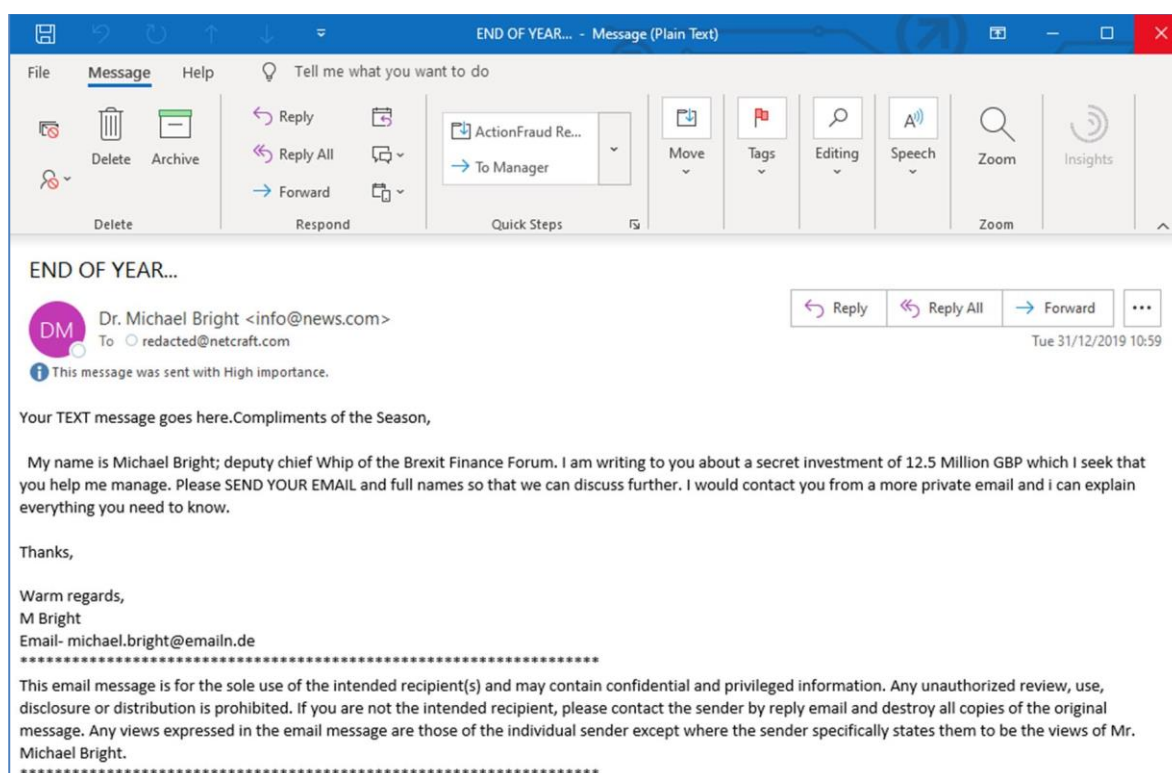 END OF YEAR... - Message (Plain Text)
File Message Help Tell me what you want to do
Delete Archive
Reply
Reply All
Forward
ActionFraud Re...
To Manager
Move Tags Editing Speech Zoom Insights
Delete Respond Quick Steps Zoom
END OF YEAR...
DM
Dr. Michael Bright <info@news.com>
To redacted@netcraft.com
Reply Reply All Forward ...
Tue 31/12/2019 10:59
This message was sent with High importance.
Your TEXT message goes here.Compliments of the Season,
My name is Michael Bright; deputy chief Whip of the Brexit Finance Forum. I am writing to you about a secret investment of 12.5 Million GBP which I seek that
you help me manage. Please SEND YOUR EMAIL and full names so that we can discuss further. I would contact you from a more private email and i can explain
everything you need to know.
Thanks,
Warm regards,
M Bright
Email- michael.bright@emailn.de
********************************************************************
This email message is for the sole use of the intended recipient(s) and may contain confidential and privileged information. Any unauthorized review, use,
disclosure or distribution is prohibited. If you are not the intended recipient, please contact the sender by reply email and destroy all copies of the original
message. Any views expressed in the email message are those of the individual sender except where the sender specifically states them to be the views of Mr.
Michael Bright.
********************************************************************